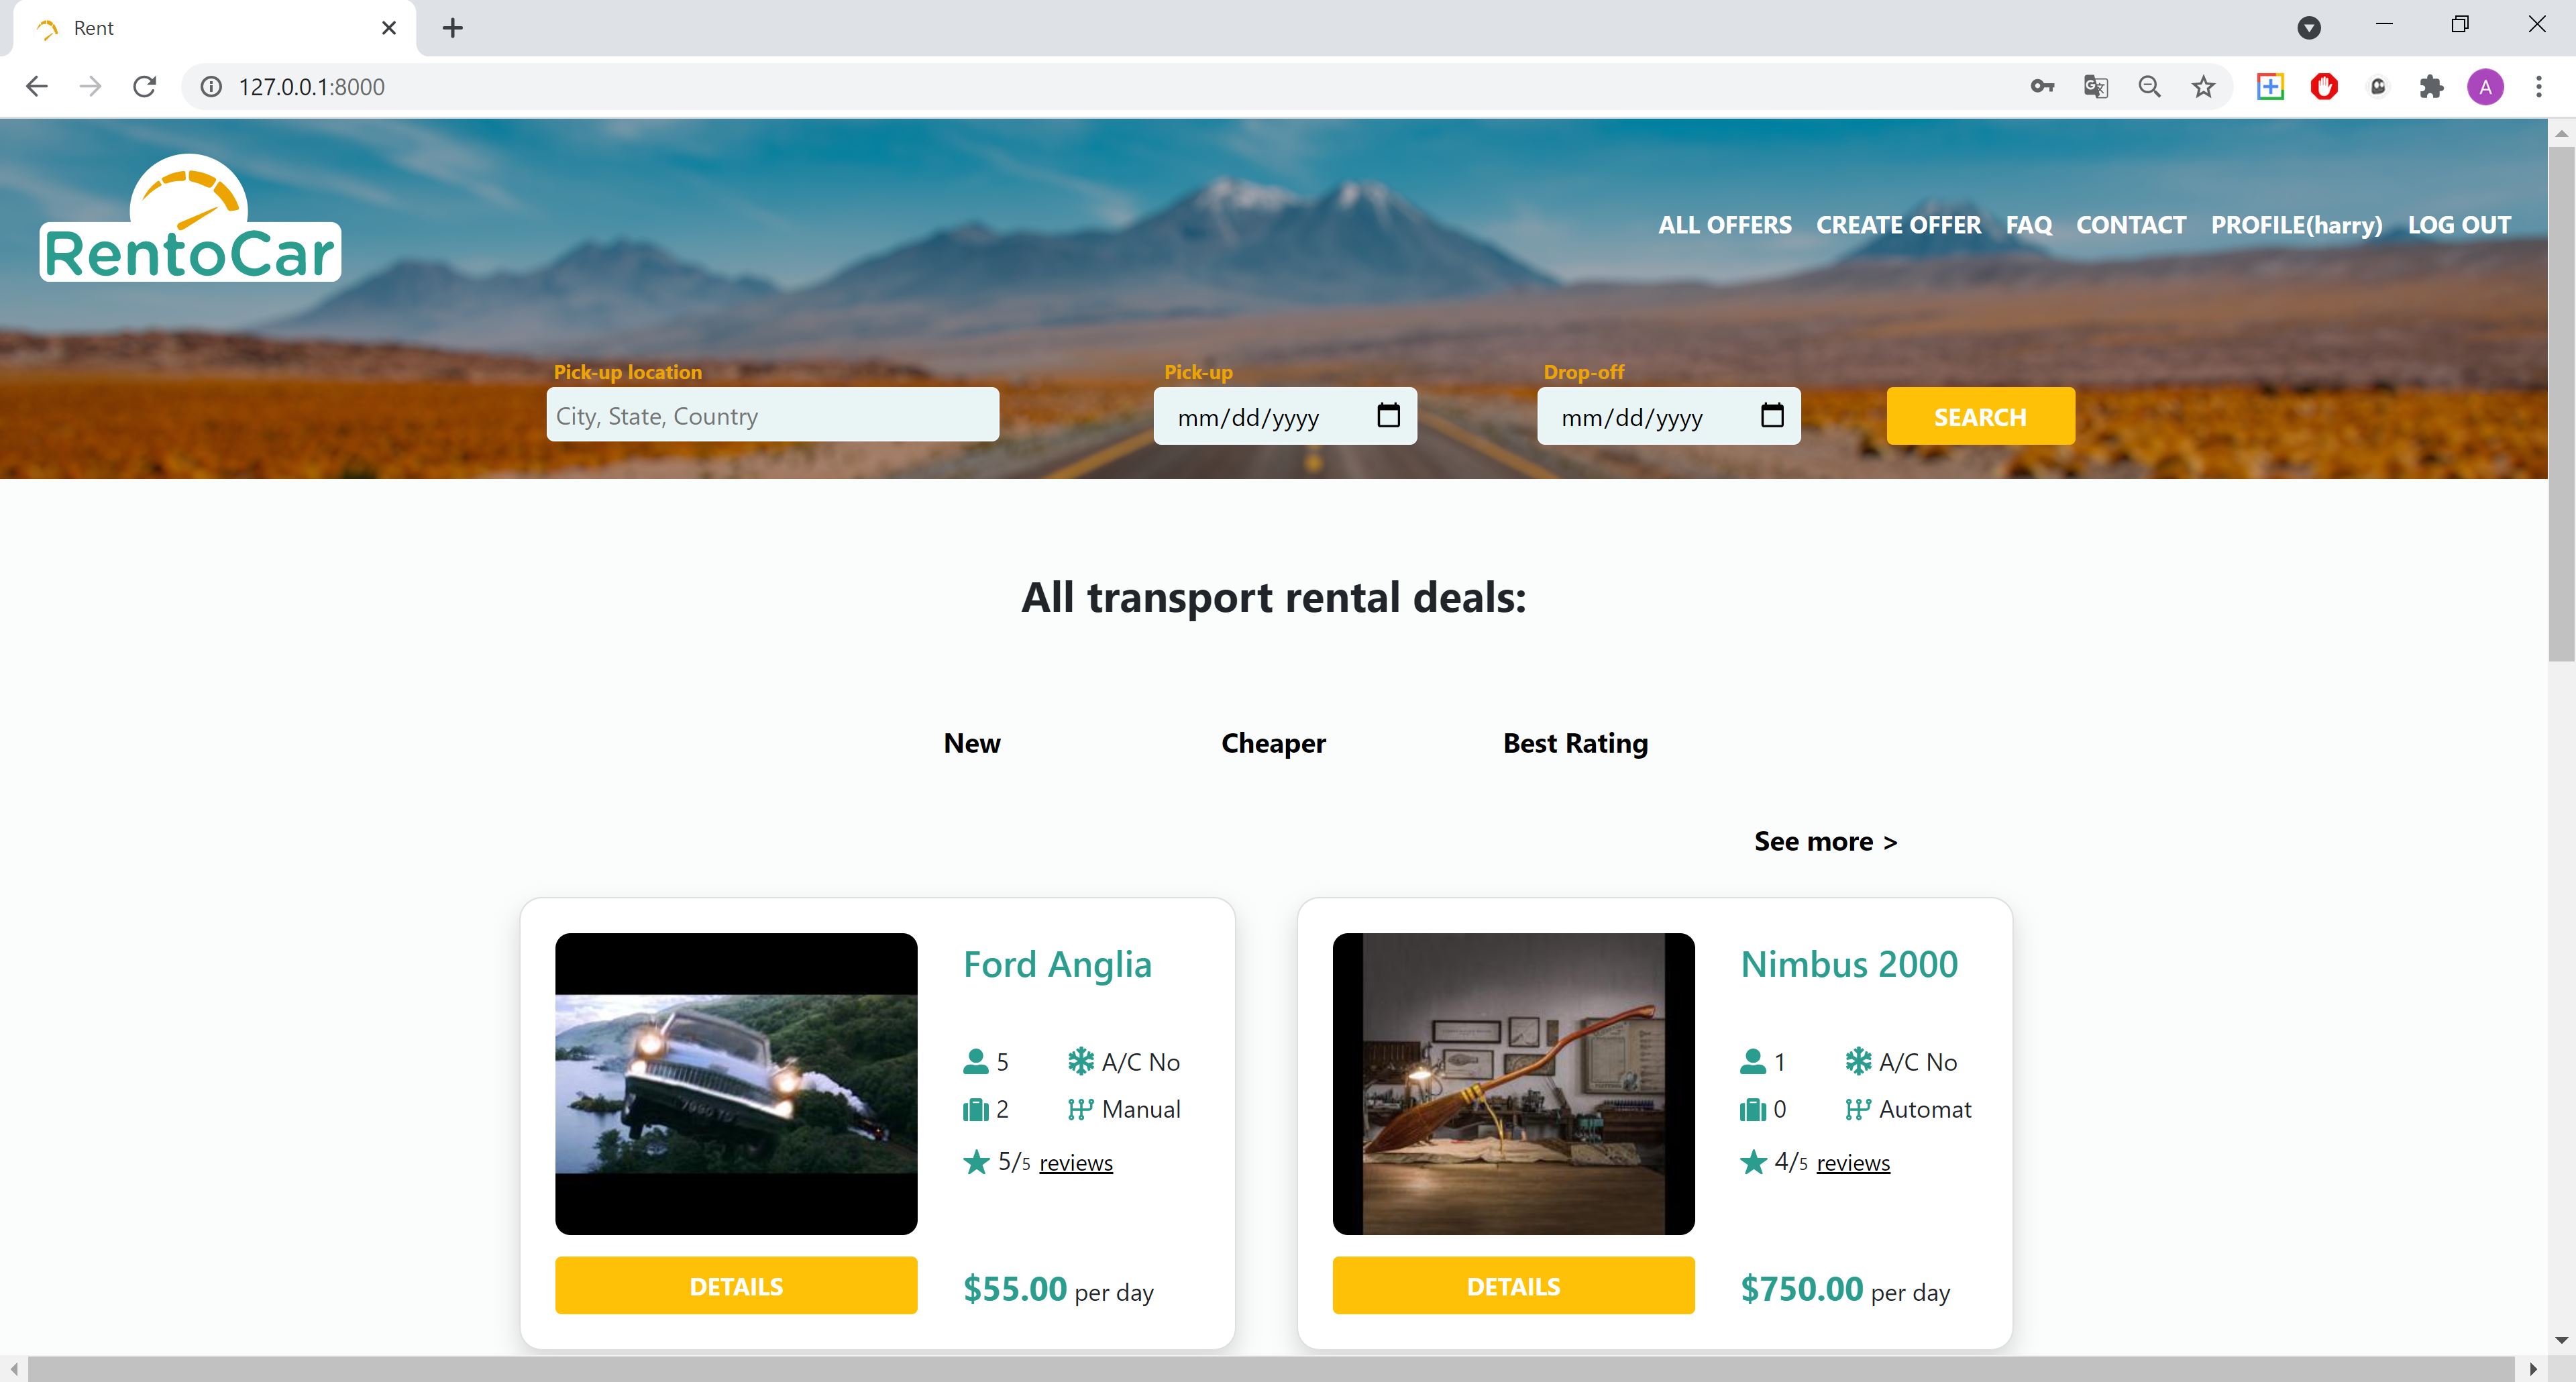 Rent
127.0.0.1:8000
A
RentoCar
ALL OFFERS CREATE OFFER FAQ CONTACT PROFILE(harry) LOG OUT
Pick-up location Pick-up Drop-off
City, State, Country mm/dd/yyyy mm/dd/yyyy SEARCH
All transport rental deals:
New Cheaper Best Rating
See more >
Ford Anglia
5 A/C No
2 Manual
5/5 reviews
DETAILS $55.00 per day
Nimbus 2000
1 A/C No
0 Automat
4/5 reviews
DETAILS $750.00 per day